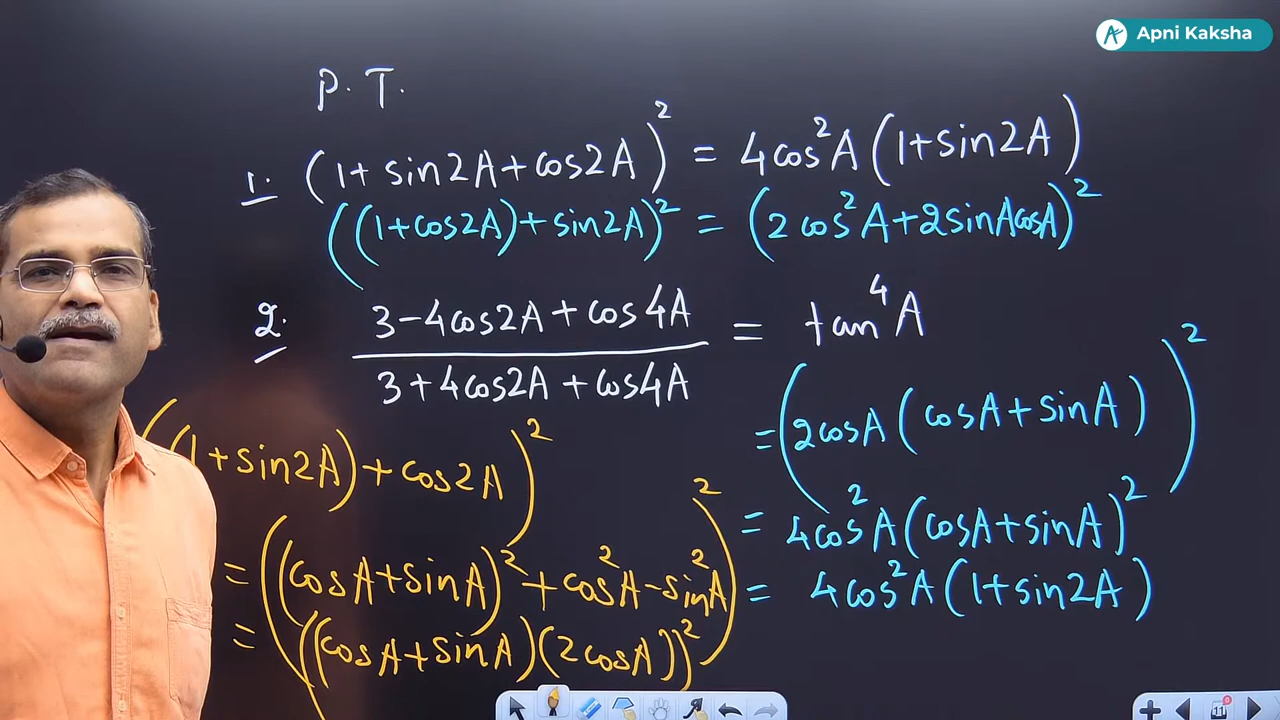 Apni Kaksha
P. T.
1. (1 + sin2A + cos2A)² = 4cos²A (1 + sin2A)
((1+cos2A) + sin2A)² = (2cos²A + 2sinAcosA)²
2. (3 - 4cos2A + cos4A) / (3 + 4cos2A + cos4A) = tan⁴A
((1+sin2A) + cos2A)²
= ((cosA + sinA)² + cos²A - sin²A)²
= ((cosA + sinA)(2cosA))²
= (2cosA (cosA + sinA))²
= 4cos²A (cosA + sinA)²
= 4cos²A (1 + sin2A)
11